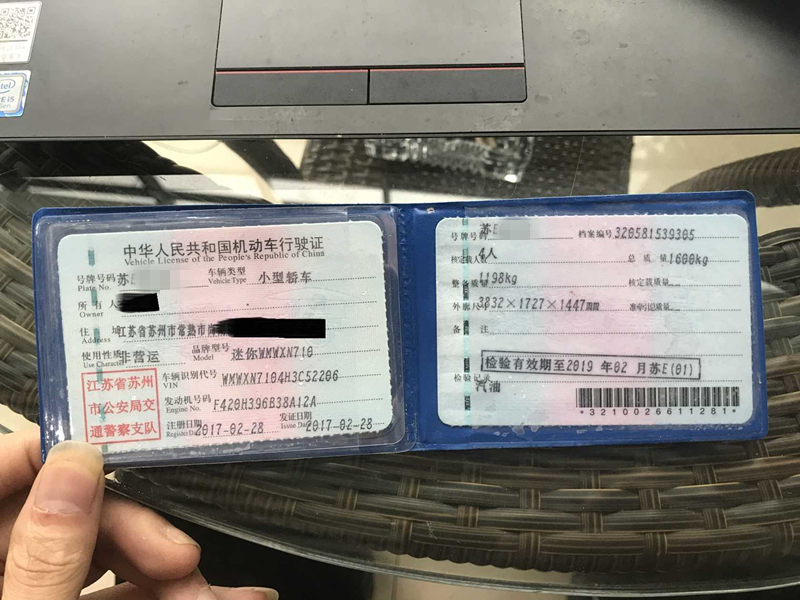 中华人民共和国机动车行驶证
Vehicle License of the People's Republic of China
号牌号码 苏E 车辆类型 小型轿车
Plate No. Vehicle Type
所有人
Owner
住址 江苏省苏州市常熟市
Address
使用性质 非营运 品牌型号 迷你WMWXN710
Use Character Model
江苏省苏州
市公安局交
通警察支队
车辆识别代号 WMWXN7104H3C52206
VIN
发动机号码 F420H396B38A12A
Engine No.
注册日期 2017-02-28 发证日期 2017-02-28
Register Date Issue Date
号牌号码 苏E 档案编号 320581539305
核定载人数 4人 总质量 1600kg
整备质量 1198kg 核定载质量 --
外廓尺寸 3832×1727×1447 准牵引总质量 --
备注
检验有效期至2019年02月苏E(01)
检验记录
汽油
*3210026611281*
intel